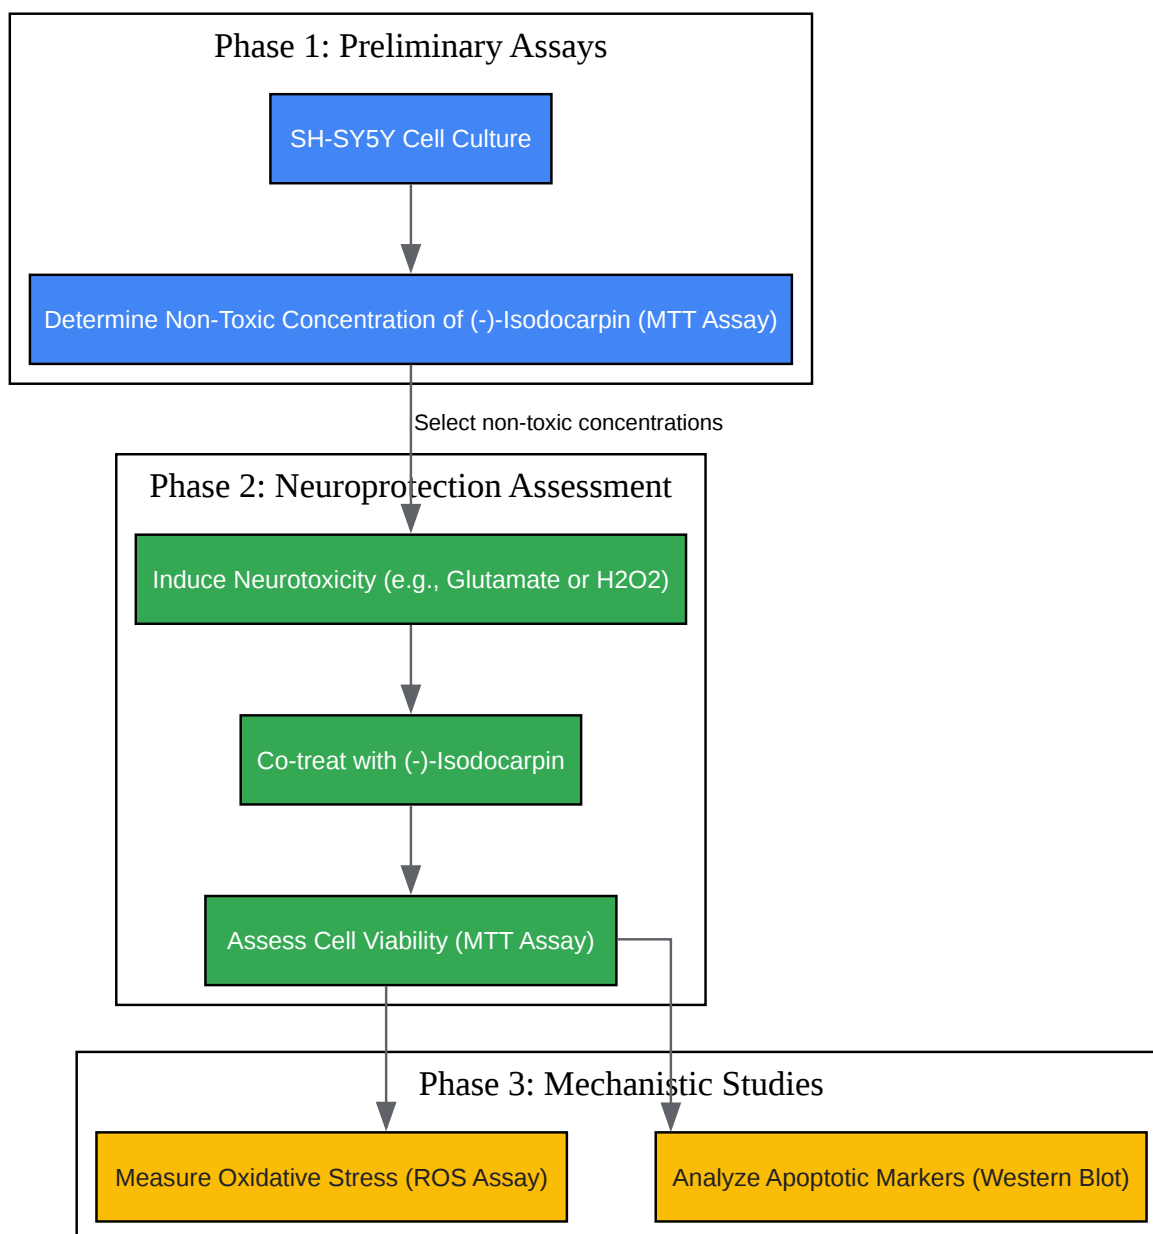 Phase 1: Preliminary Assays
SH-SY5Y Cell Culture
Determine Non-Toxic Concentration of (-)-Isodocarpin (MTT Assay)
Select non-toxic concentrations
Phase 2: Neuroprotection Assessment
Induce Neurotoxicity (e.g., Glutamate or H2O2)
Co-treat with (-)-Isodocarpin
Assess Cell Viability (MTT Assay)
Phase 3: Mechanistic Studies
Measure Oxidative Stress (ROS Assay)
Analyze Apoptotic Markers (Western Blot)